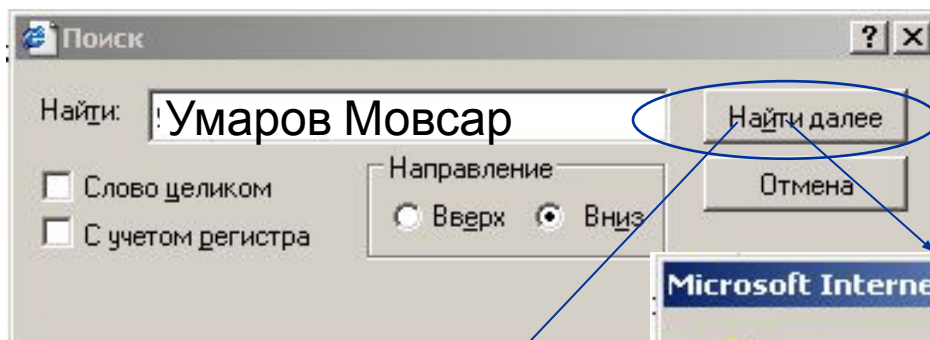 Поиск
Найти: Умаров Мовсар
Найти далее
Слово целиком
Направление
Отмена
С учетом регистра
Вверх Вниз
Microsoft Interne